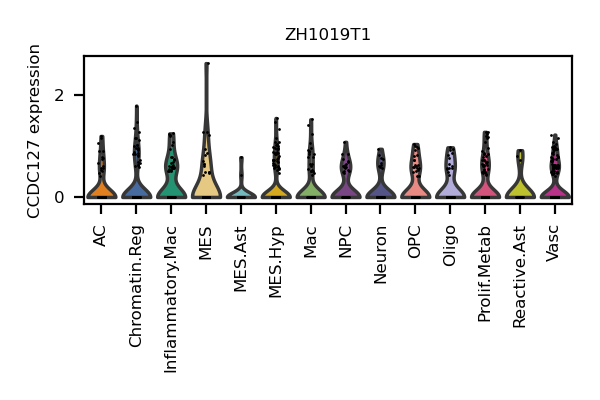 ZH1019T1
CCDC127 expression
2
0
AC
Chromatin.Reg
Inflammatory.Mac
MES
MES.Ast
MES.Hyp
Mac
NPC
Neuron
OPC
Oligo
Prolif.Metab
Reactive.Ast
Vasc